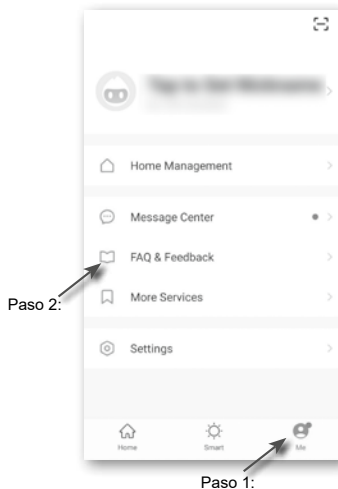 Home Management
Message Center
FAQ & Feedback
Paso 2:
More Services
Settings
Home
Smart
Me
Paso 1: